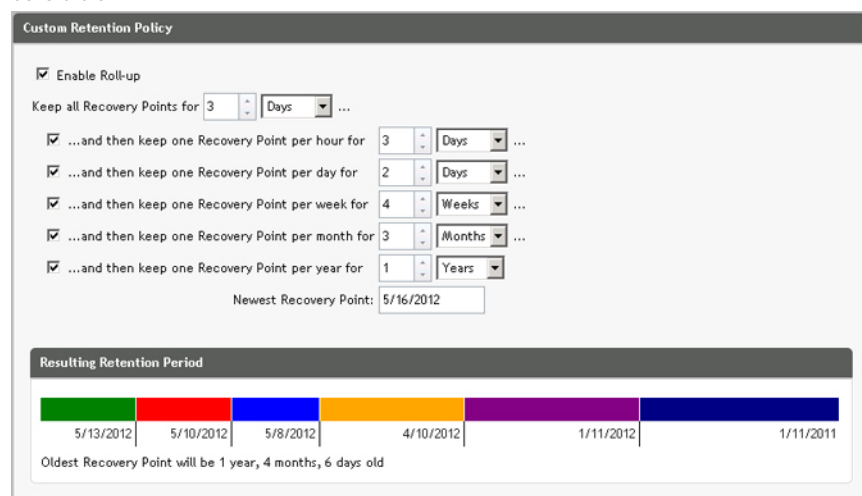 Custom Retention Policy
Enable Roll-up
Keep all Recovery Points for 3 Days ...
...and then keep one Recovery Point per hour for 3 Days ...
...and then keep one Recovery Point per day for 2 Days ...
...and then keep one Recovery Point per week for 4 Weeks ...
...and then keep one Recovery Point per month for 3 Months ...
...and then keep one Recovery Point per year for 1 Years
Newest Recovery Point: 5/16/2012
Resulting Retention Period
5/13/2012 5/10/2012 5/8/2012 4/10/2012 1/11/2012 1/11/2011
Oldest Recovery Point will be 1 year, 4 months, 6 days old